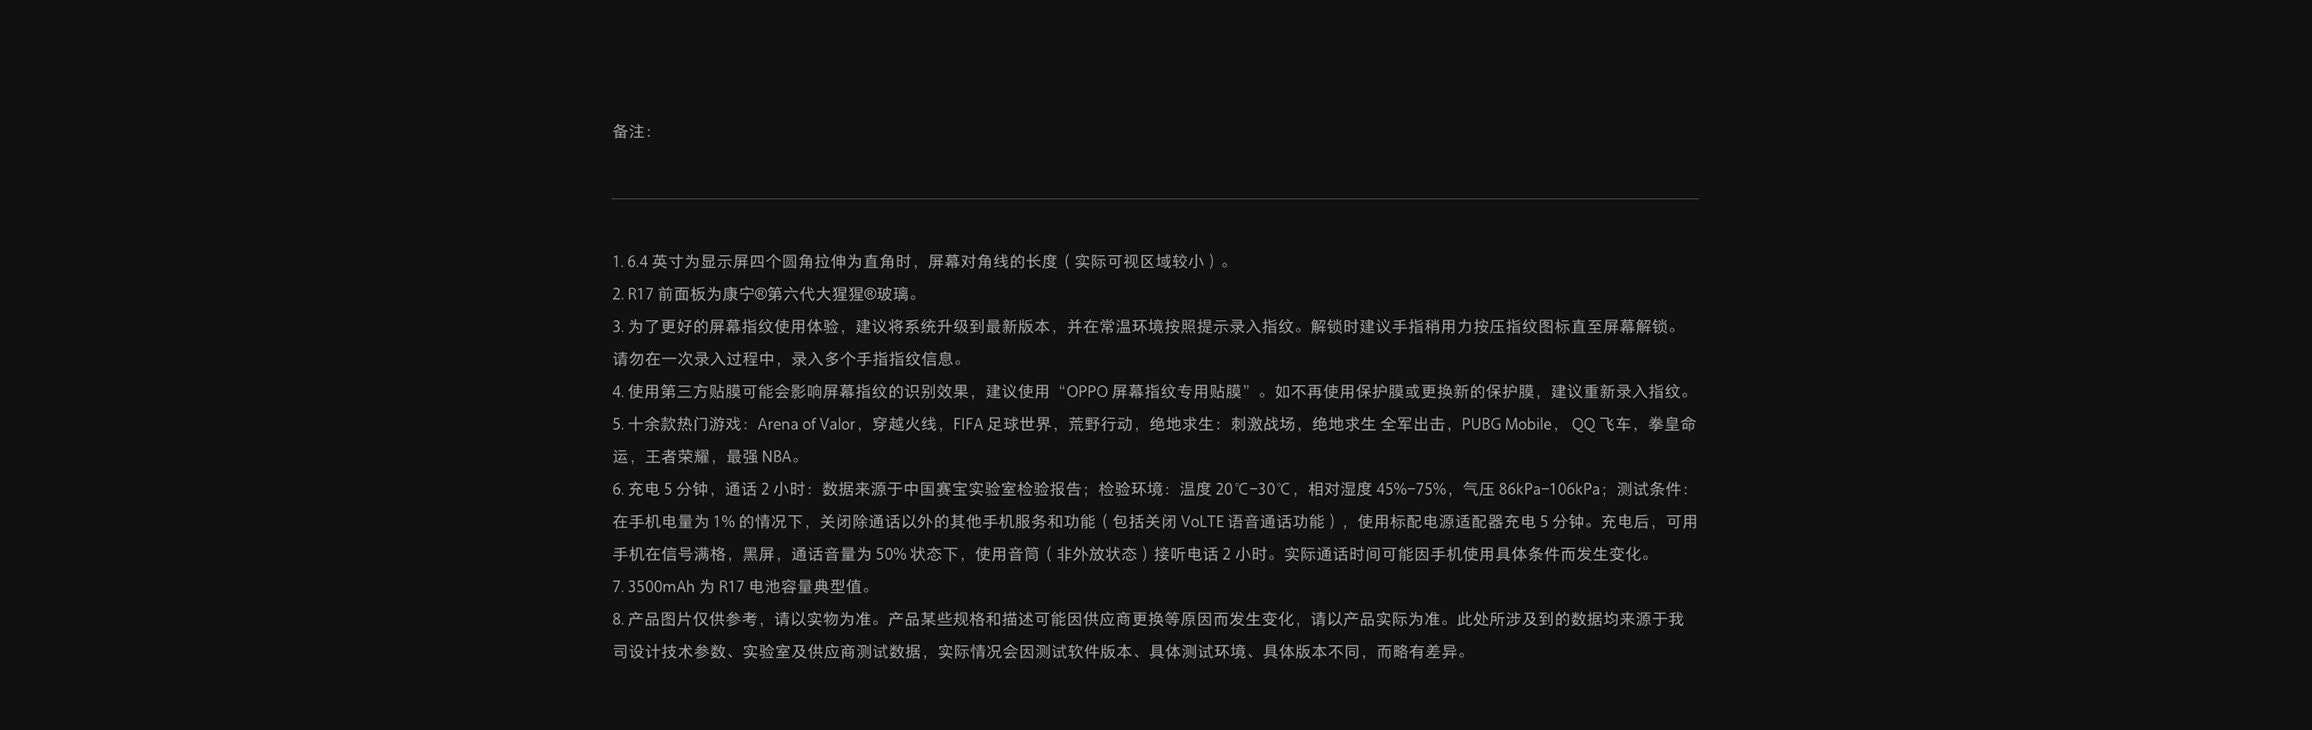 备注：
1. 6.4 英寸为显示屏四个圆角拉伸为直角时，屏幕对角线的长度（实际可视区域较小）。
2. R17 前面板为康宁®第六代大猩猩®玻璃。
3. 为了更好的屏幕指纹使用体验，建议将系统升级到最新版本，并在常温环境按照提示录入指纹。解锁时建议手指稍用力按压指纹图标直至屏幕解锁。
请勿在一次录入过程中，录入多个手指指纹信息。
4. 使用第三方贴膜可能会影响屏幕指纹的识别效果，建议使用“OPPO 屏幕指纹专用贴膜”。如不再使用保护膜或更换新的保护膜，建议重新录入指纹。
5. 十余款热门游戏：Arena of Valor，穿越火线，FIFA 足球世界，荒野行动，绝地求生：刺激战场，绝地求生 全军出击，PUBG Mobile， QQ 飞车，拳皇命
运，王者荣耀，最强 NBA。
6. 充电 5 分钟，通话 2 小时：数据来源于中国赛宝实验室检验报告；检验环境：温度 20℃-30℃，相对湿度 45%-75%，气压 86kPa-106kPa；测试条件：
在手机电量为 1% 的情况下，关闭除通话以外的其他手机服务和功能（包括关闭 VoLTE 语音通话功能），使用标配电源适配器充电 5 分钟。充电后，可用
手机在信号满格，黑屏，通话音量为 50% 状态下，使用音筒（非外放状态）接听电话 2 小时。实际通话时间可能因手机使用具体条件而发生变化。
7. 3500mAh 为 R17 电池容量典型值。
8. 产品图片仅供参考，请以实物为准。产品某些规格和描述可能因供应商更换等原因而发生变化，请以产品实际为准。此处所涉及到的数据均来源于我
司设计技术参数、实验室及供应商测试数据，实际情况会因测试软件版本、具体测试环境、具体版本不同，而略有差异。